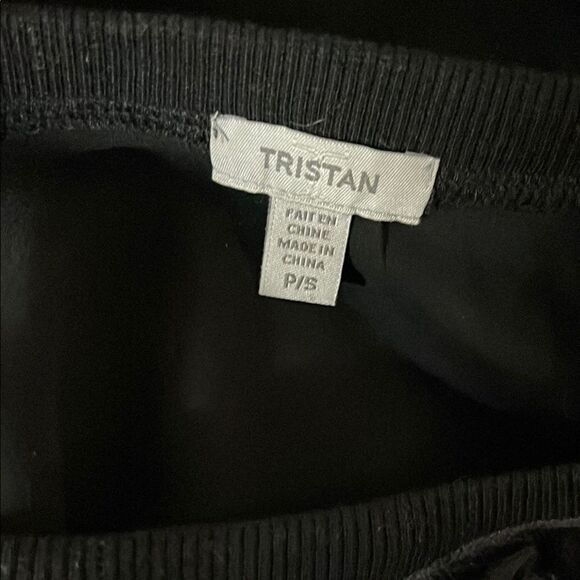 TRISTAN
FAIT EN
CHINE
MADE IN
CHINA
P/S